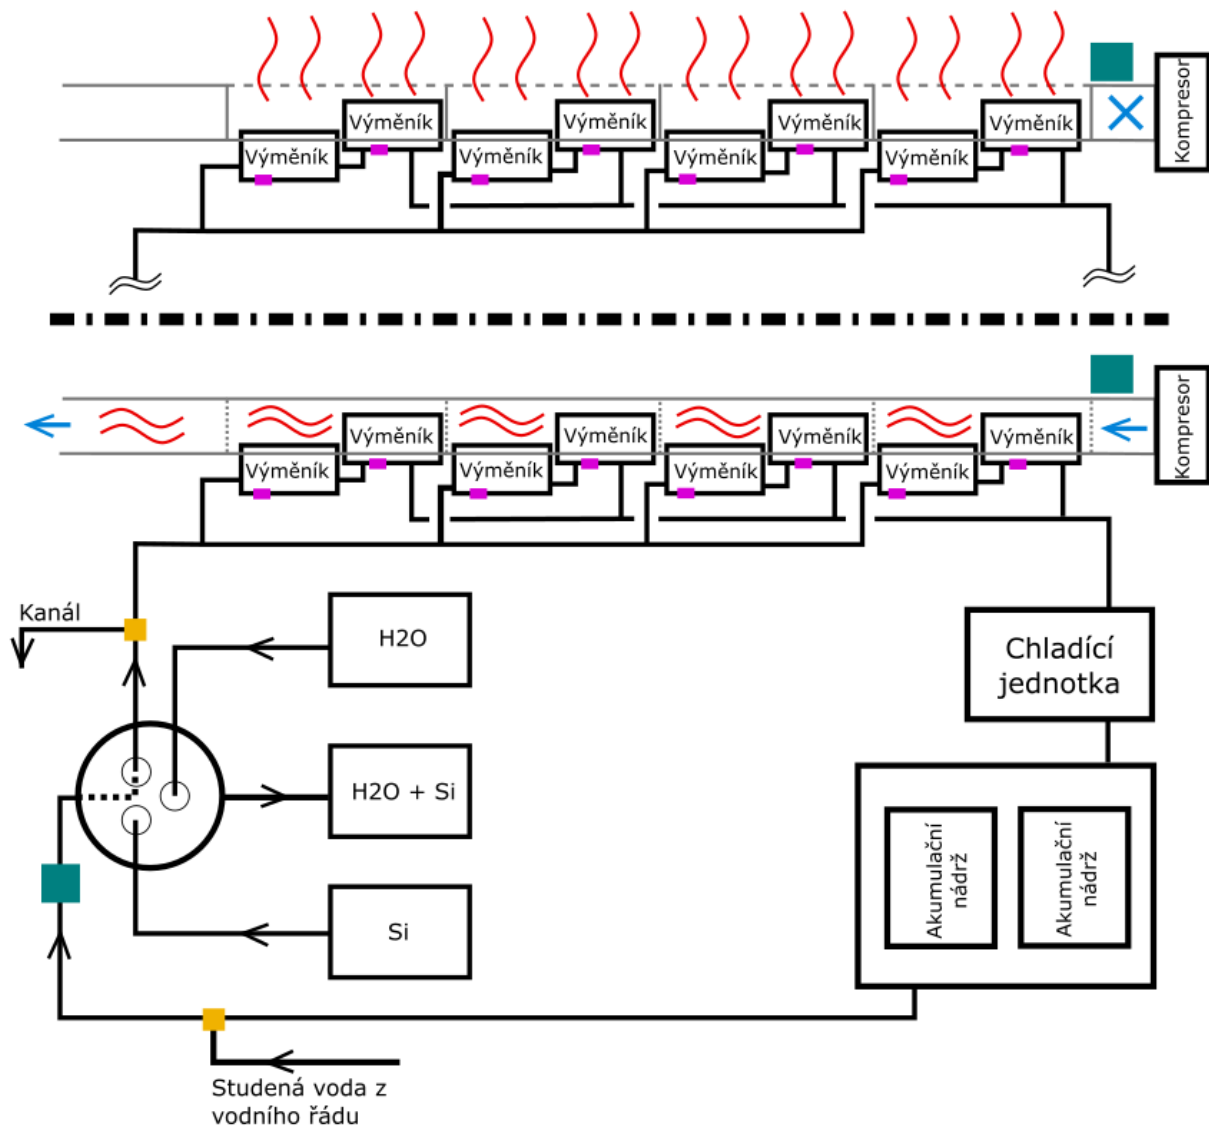 Výměník
Výměník
Výměník
Výměník
Výměník
Výměník
Výměník
Výměník
Kompresor
Výměník
Výměník
Výměník
Výměník
Výměník
Výměník
Výměník
Výměník
Kompresor
Kanál
H2O
Chladící
jednotka
H2O + Si
Akumulační
nádrž
Akumulační
nádrž
Si
Studená voda z
vodního řádu